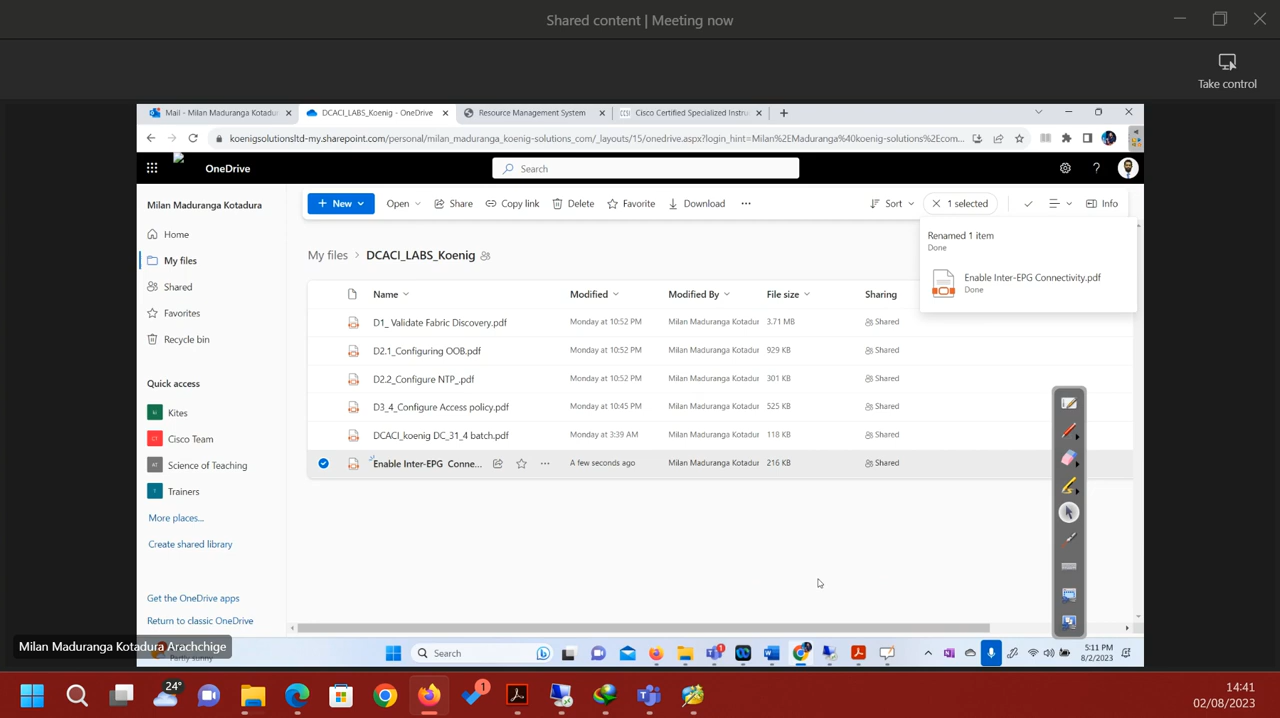 Shared content | Meeting now
Take control
Mail - Milan Maduranga Kotadu
DCACI_LABS_Koenig - OneDrive
Resource Management System
Cisco Certified Specialized Instru
koenigsolutionsltd-my.sharepoint.com/personal/milan_maduranga_koenig-solutions_com/_layouts/15/onedrive.aspx?login_hint=Milan%2EMaduranga%40koenig-solutions%2Ecom...
OneDrive
Search
Milan Maduranga Kotadura
Home
My files
Shared
Favorites
Recycle bin
Quick access
Kites
Cisco Team
Science of Teaching
Trainers
More places...
Create shared library
Get the OneDrive apps
Return to classic OneDrive
New
Open
Share
Copy link
Delete
Favorite
Download
Sort
1 selected
Info
Renamed 1 item
Done
Enable Inter-EPG Connectivity.pdf
Done
My files > DCACI_LABS_Koenig
Name Modified Modified By File size Sharing
D1_ Validate Fabric Discovery.pdf Monday at 10:52 PM Milan Maduranga Kotadur 3.71 MB Shared
D2.1_Configuring OOB.pdf Monday at 10:52 PM Milan Maduranga Kotadur 929 KB Shared
D2.2_Configure NTP_.pdf Monday at 10:52 PM Milan Maduranga Kotadur 301 KB Shared
D3_4_Configure Access policy.pdf Monday at 10:45 PM Milan Maduranga Kotadur 525 KB Shared
DCACI_koenig DC_31_4 batch.pdf Monday at 3:39 AM Milan Maduranga Kotadur 118 KB Shared
Enable Inter-EPG Conne... A few seconds ago Milan Maduranga Kotadur 216 KB Shared
Milan Maduranga Kotadura Arachchige
Partly sunny
Search
5:11 PM
8/2/2023
24°
1
14:41
02/08/2023